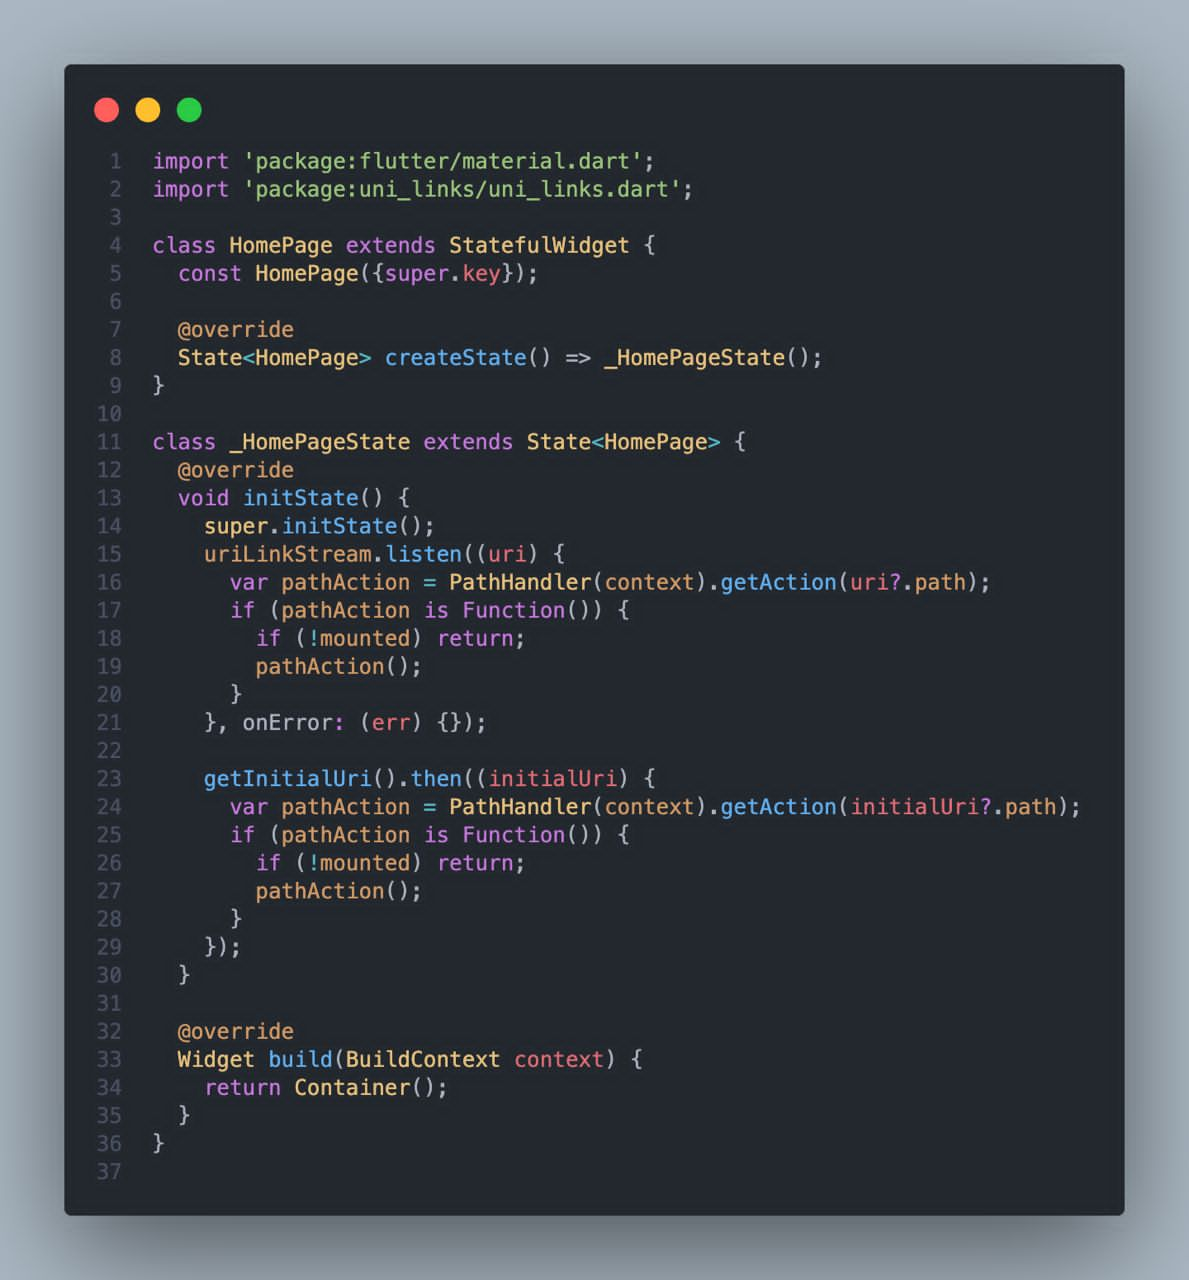 1 import 'package:flutter/material.dart';
2 import 'package:uni_links/uni_links.dart';
3
4 class HomePage extends StatefulWidget {
5   const HomePage({super.key});
6
7   @override
8   State<HomePage> createState() => _HomePageState();
9 }
10
11 class _HomePageState extends State<HomePage> {
12   @override
13   void initState() {
14     super.initState();
15     uriLinkStream.listen((uri) {
16       var pathAction = PathHandler(context).getAction(uri?.path);
17       if (pathAction is Function()) {
18         if (!mounted) return;
19         pathAction();
20       }
21     }, onError: (err) {});
22
23     getInitialUri().then((initialUri) {
24       var pathAction = PathHandler(context).getAction(initialUri?.path);
25       if (pathAction is Function()) {
26         if (!mounted) return;
27         pathAction();
28       }
29     });
30   }
31
32   @override
33   Widget build(BuildContext context) {
34     return Container();
35   }
36 }
37